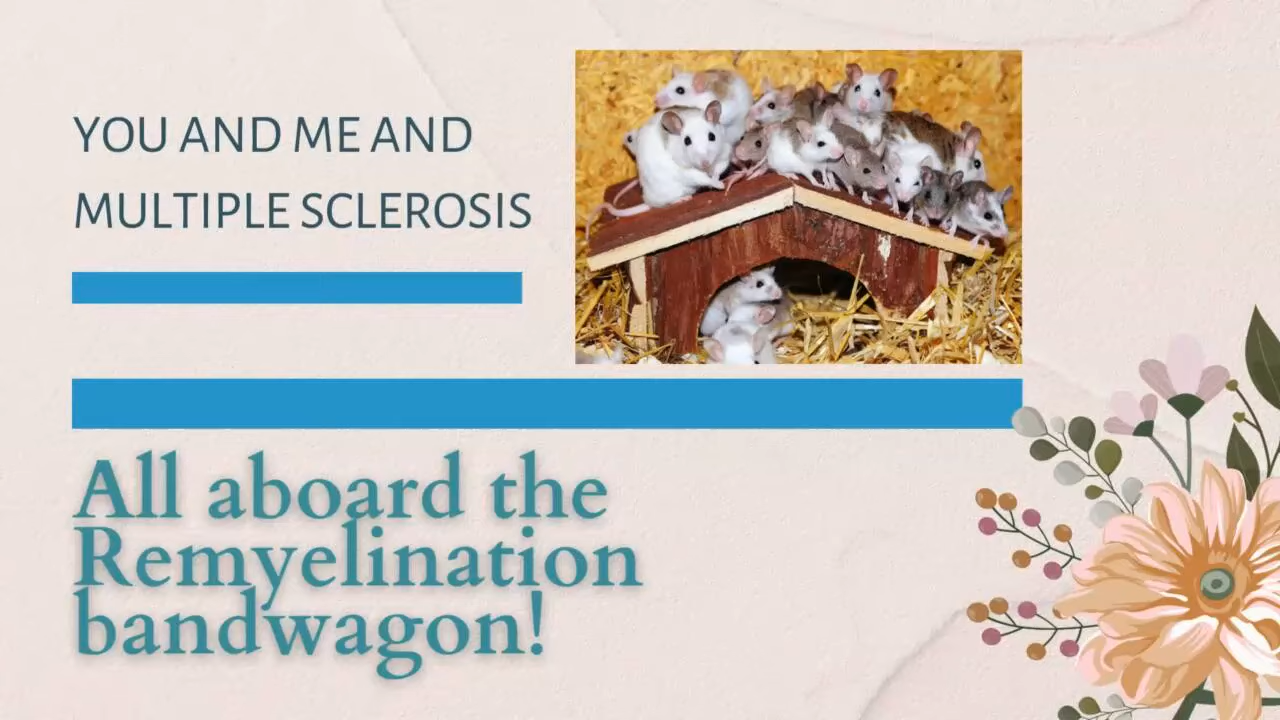 YOU AND ME AND
MULTIPLE SCLEROSIS
All aboard the
Remyelination
bandwagon!